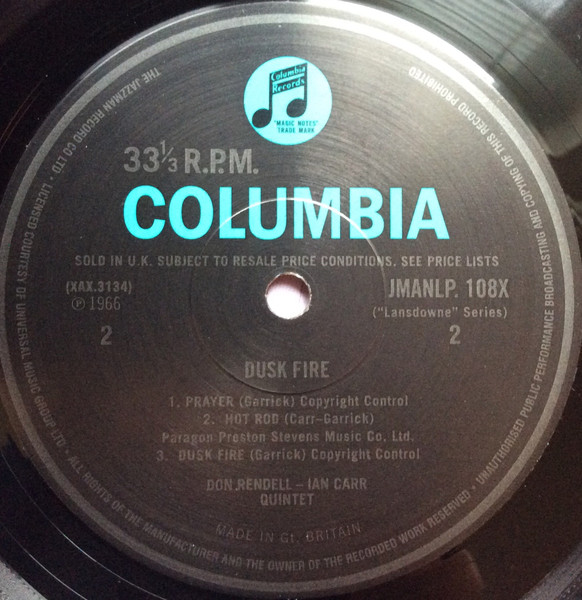 THE JAZZMAN RECORD CO LTD · LICENSED COURTESY OF UNIVERSAL MUSIC GROUP LTD · ALL RIGHTS OF THE MANUFACTURER AND THE OWNER OF THE RECORDED WORK RESERVED · UNAUTHORISED PUBLIC PERFORMANCE BROADCASTING AND COPYING OF THIS RECORD PROHIBITED
Columbia
Records
"MAGIC NOTES"
TRADE MARK
33⅓ R.P.M.
COLUMBIA
SOLD IN U.K. SUBJECT TO RESALE PRICE CONDITIONS. SEE PRICE LISTS
(XAX.3134) JMANLP. 108X
℗ 1966 ("Lansdowne" Series)
2 2
DUSK FIRE
1. PRAYER (Garrick) Copyright Control
2. HOT ROD (Carr-Garrick)
Paragon Preston Stevens Music Co. Ltd.
3. DUSK FIRE (Garrick) Copyright Control
DON RENDELL – IAN CARR
QUINTET
MADE IN Gt. BRITAIN